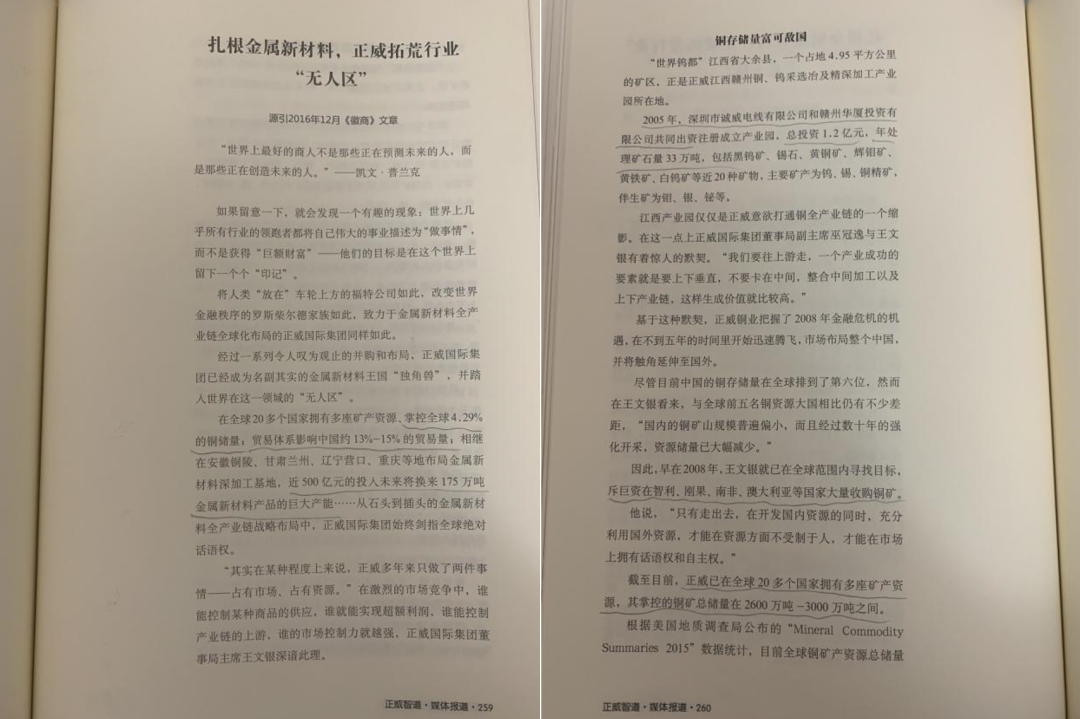 扎根金属新材料，正威拓荒行业
“无人区”
源引2016年12月《徽商》文章
“世界上最好的商人不是那些正在预测未来的人，而
是那些正在创造未来的人。”——凯文·普兰克
如果留意一下，就会发现一个有趣的现象：世界上几
乎所有行业的领跑者都将自己伟大的事业描述为“做事情”，
而不是获得“巨额财富”——他们的目标是在这个世界上
留下一个个“印记”。
将人类“放在”车轮上方的福特公司如此，改变世界
金融秩序的罗斯柴尔德家族如此，致力于金属新材料全产
业链全球化布局的正威国际集团同样如此。
经过一系列令人叹为观止的并购和布局，正威国际集
团已经成为名副其实的金属新材料王国“独角兽”，并踏
入世界在这一领域的“无人区”。
在全球20多个国家拥有多座矿产资源、掌控全球4.29%
的铜储量；贸易体系影响中国约13%-15%的贸易量；相继
在安徽铜陵、甘肃兰州、辽宁营口、重庆等地布局金属新
材料深加工基地，近500亿元的投入未来将换来175万吨
金属新材料产品的巨大产能……从石头到插头的金属新材
料全产业链战略布局中，正威国际集团始终剑指全球绝对
话语权。
“其实在某种程度上来说，正威多年来只做了两件事
情——占有市场、占有资源。”在激烈的市场竞争中，谁
能控制某种商品的供应，谁就能实现超额利润，谁能控制
产业链的上游，谁的市场控制力就越强，正威国际集团董
事局主席王文银深谙此理。
正威智道·媒体报道·259
铜存储量富可敌国
“世界钨都”江西省大余县，一个占地4.95平方公里
的矿区，正是正威江西赣州铜、钨采选冶及精深加工产业
园所在地。
2005年，深圳市诚威电线有限公司和赣州华厦投资有
限公司共同出资注册成立产业园，总投资1.2亿元，年处
理矿石量33万吨，包括黑钨矿、锡石、黄铜矿、辉钼矿、
黄铁矿、白钨矿等近20种矿物，主要矿产为钨、锡、铜精矿，
伴生矿为钼、银、铋等。
江西产业园仅仅是正威意欲打通铜全产业链的一个缩
影。在这一点上正威国际集团董事局副主席巫冠逸与王文
银有着惊人的默契。“我们要往上游走，一个产业成功的
要素就是要上下垂直，不要卡在中间，整合中间加工以及
上下产业链，这样生成价值就比较高。”
基于这种默契，正威铜业把握了2008年金融危机的机
遇，在不到五年的时间里开始迅速腾飞，市场布局整个中国，
并将触角延伸至国外。
尽管目前中国的铜存储量在全球排到了第六位，然而
在王文银看来，与全球前五名铜资源大国相比仍有不少差
距，“国内的铜矿山规模普遍偏小，而且经过数十年的强
化开采，资源储量已大幅减少。”
因此，早在2008年，王文银就已在全球范围内寻找目标，
斥巨资在智利、刚果、南非、澳大利亚等国家大量收购铜矿。
他说，“只有走出去，在开发国内资源的同时，充分
利用国外资源，才能在资源方面不受制于人，才能在市场
上拥有话语权和自主权。”
截至目前，正威已在全球20多个国家拥有多座矿产资
源，其掌控的铜矿总储量在2600万吨-3000万吨之间。
根据美国地质调查局公布的“Mineral Commodity
Summaries 2015”数据统计，目前全球铜矿产资源总储量
正威智道·媒体报道·260